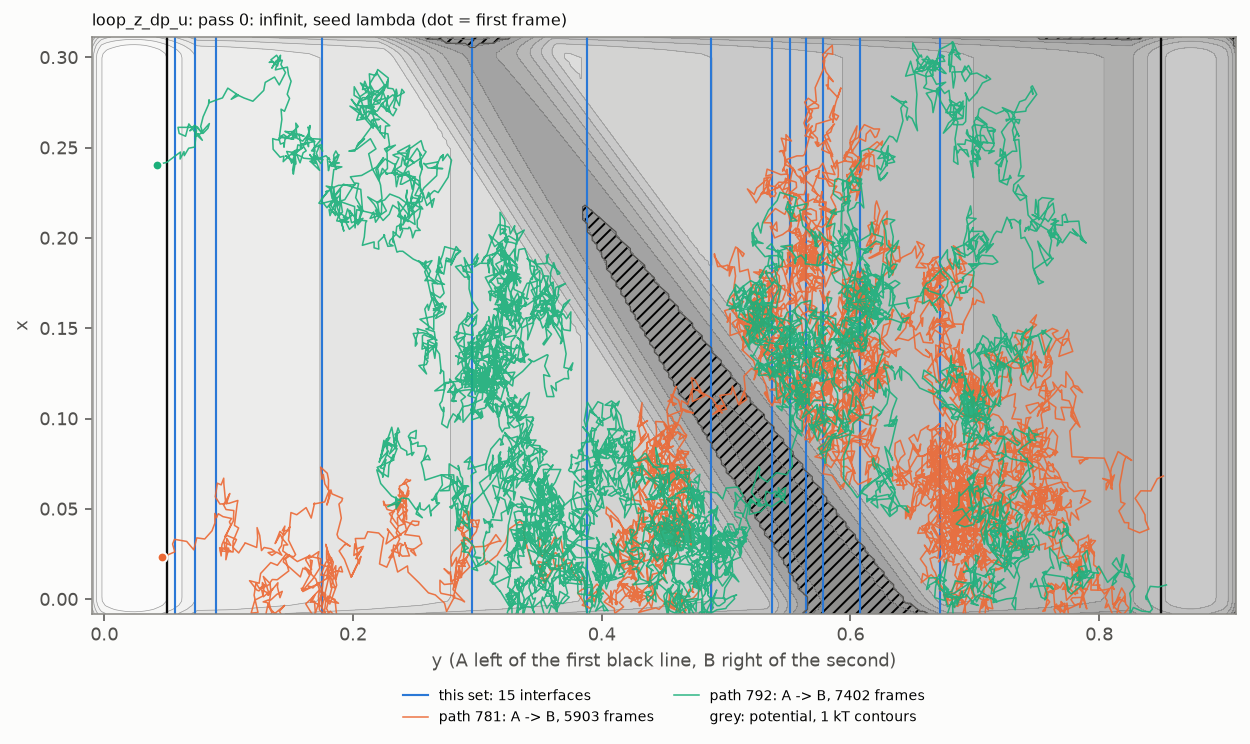 loop_z_dp_u: pass 0: infinit, seed lambda (dot = first frame)
0.30
0.25
0.20
0.15
0.10
0.05
0.00
x
0.0 0.2 0.4 0.6 0.8
y (A left of the first black line, B right of the second)
this set: 15 interfaces
path 781: A -> B, 5903 frames
path 792: A -> B, 7402 frames
grey: potential, 1 kT contours